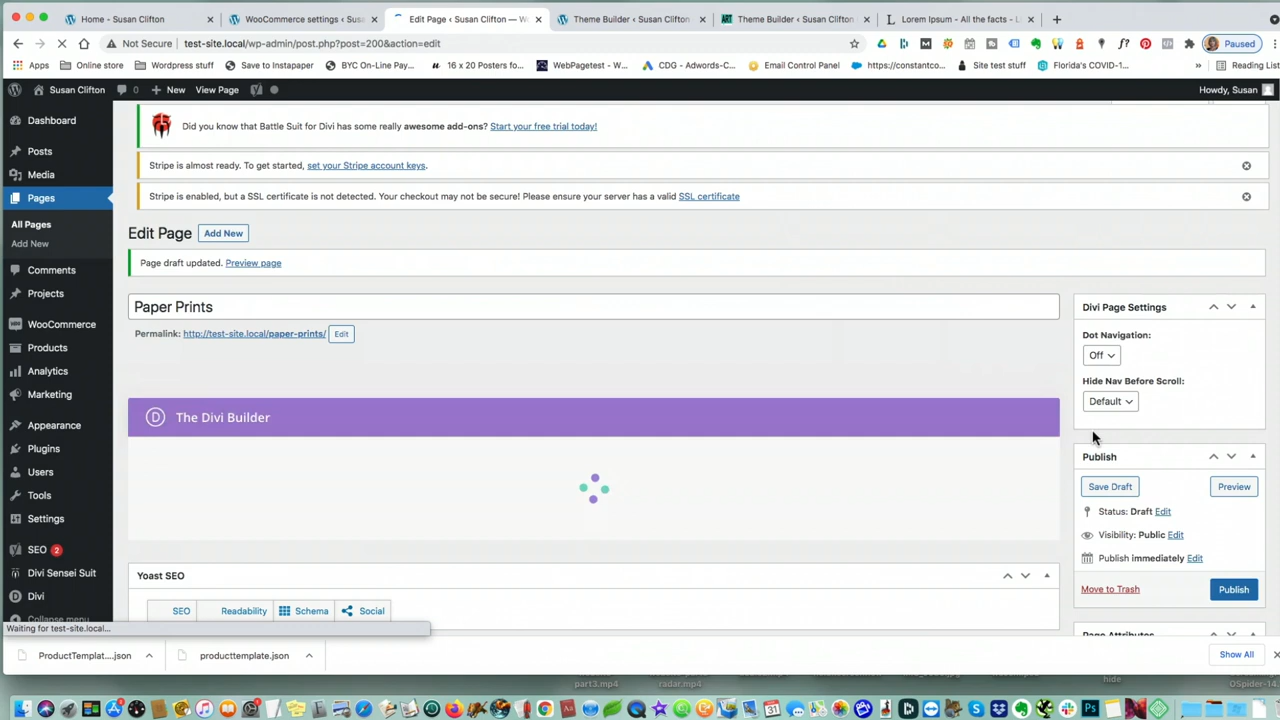 Home - Susan Clifton
WooCommerce settings ‹ Susan C
Edit Page ‹ Susan Clifton — Wo
Theme Builder ‹ Susan Clifton
Theme Builder ‹ Susan Clifton
Lorem Ipsum - All the facts -
Not Secure test-site.local/wp-admin/post.php?post=200&action=edit
Paused
Apps
Online store
Wordpress stuff
Save to Instapaper
BYC On-Line Pay...
16 x 20 Posters fo...
WebPagetest - W...
CDG - Adwords-C...
Email Control Panel
https://constantco...
Site test stuff
Florida's COVID-1...
»
Reading List
Susan Clifton
0
New
View Page
Howdy, Susan
Dashboard
Posts
Media
Pages
All Pages
Add New
Comments
Projects
WooCommerce
Products
Analytics
Marketing
Appearance
Plugins
Users
Tools
Settings
SEO 2
Divi Sensei Suit
Divi
Collapse menu
Did you know that Battle Suit for Divi has some really awesome add-ons? Start your free trial today!
Stripe is almost ready. To get started, set your Stripe account keys.
Stripe is enabled, but a SSL certificate is not detected. Your checkout may not be secure! Please ensure your server has a valid SSL certificate
Edit Page Add New
Page draft updated. Preview page
Paper Prints
Permalink: http://test-site.local/paper-prints/ Edit
D The Divi Builder
Yoast SEO
SEO
Readability
Schema
Social
Divi Page Settings
Dot Navigation:
Off
Hide Nav Before Scroll:
Default
Publish
Save Draft
Preview
Status: Draft Edit
Visibility: Public Edit
Publish immediately Edit
Move to Trash
Publish
Page Attributes
Waiting for test-site.local...
ProductTemplat....json
producttemplate.json
Show All
part3.mp4
radar.mp4
hide
OSpider-14.